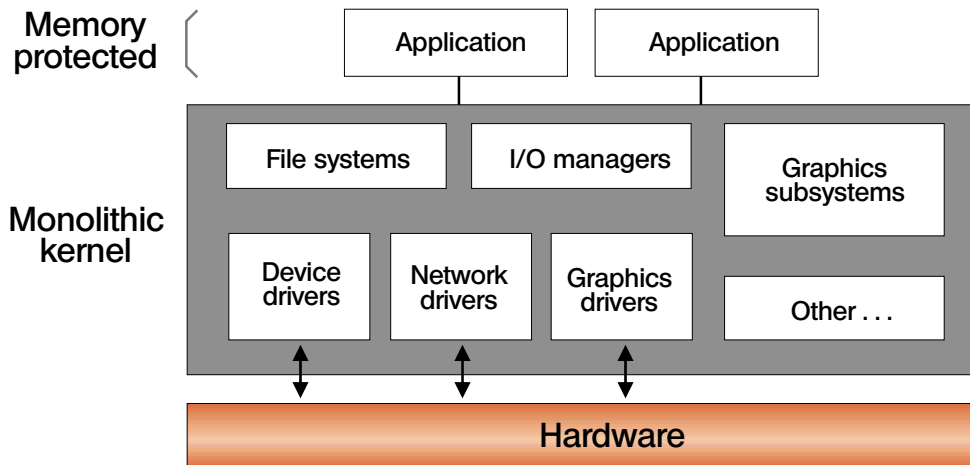 Memory
protected
Application
Application
File systems
I/O managers
Graphics
subsystems
Monolithic
kernel
Device
drivers
Network
drivers
Graphics
drivers
Other . . .
Hardware